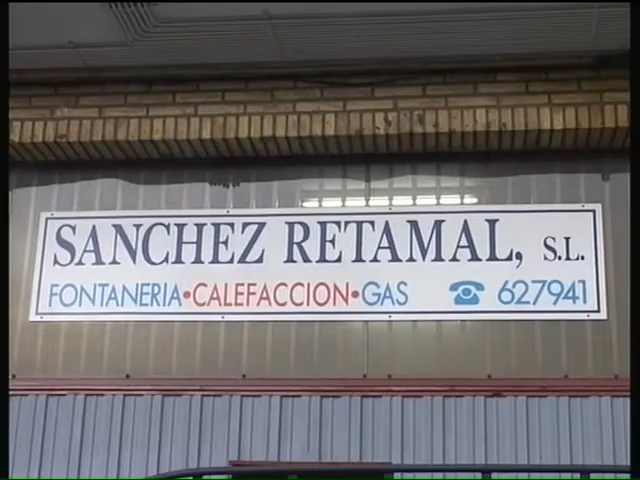 SANCHEZ RETAMAL, S.L.
FONTANERIA•CALEFACCION•GAS ☎ 627941